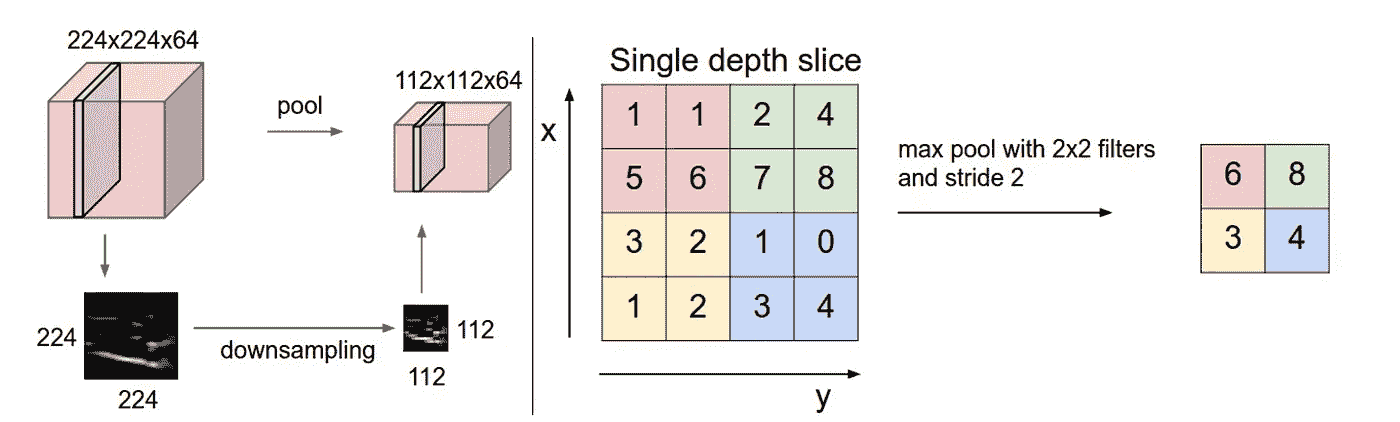 224x224x64
pool
112x112x64
224
224
downsampling
112
112
Single depth slice
x
1 1 2 4
5 6 7 8
3 2 1 0
1 2 3 4
y
max pool with 2x2 filters
and stride 2
6 8
3 4